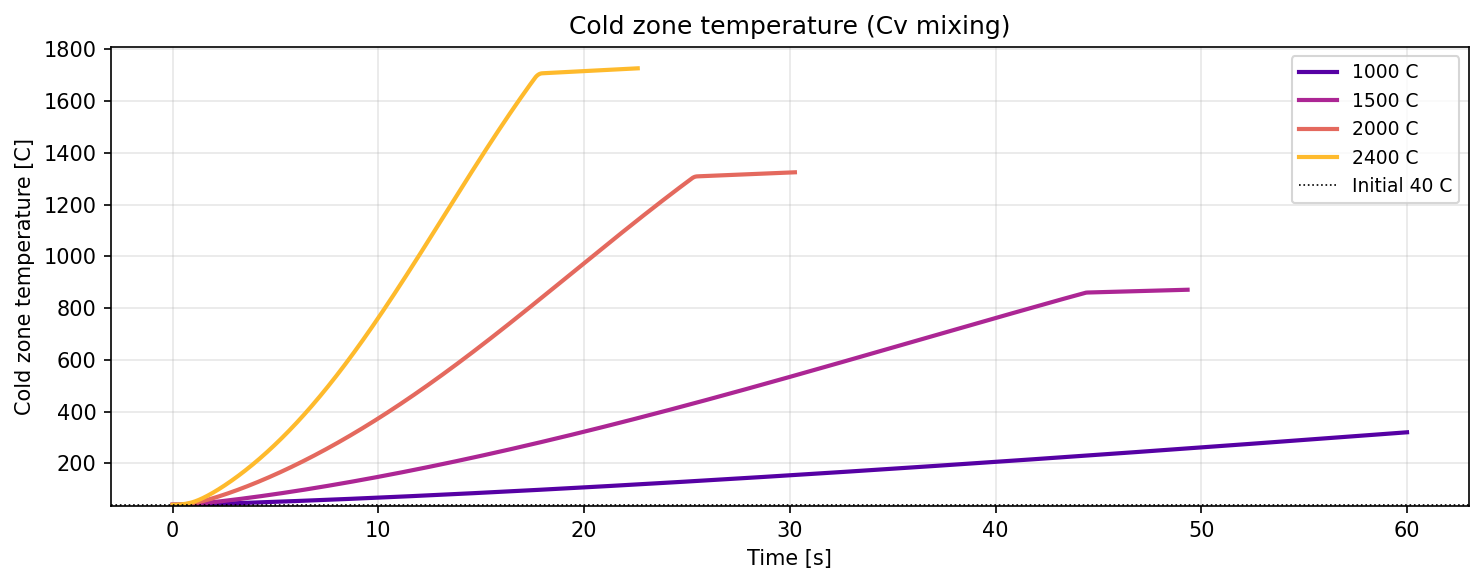 Cold zone temperature (Cv mixing)
1800
1600
1400
1200
1000
800
600
400
200
Cold zone temperature [C]
1000 C
1500 C
2000 C
2400 C
Initial 40 C
0 10 20 30 40 50 60
Time [s]